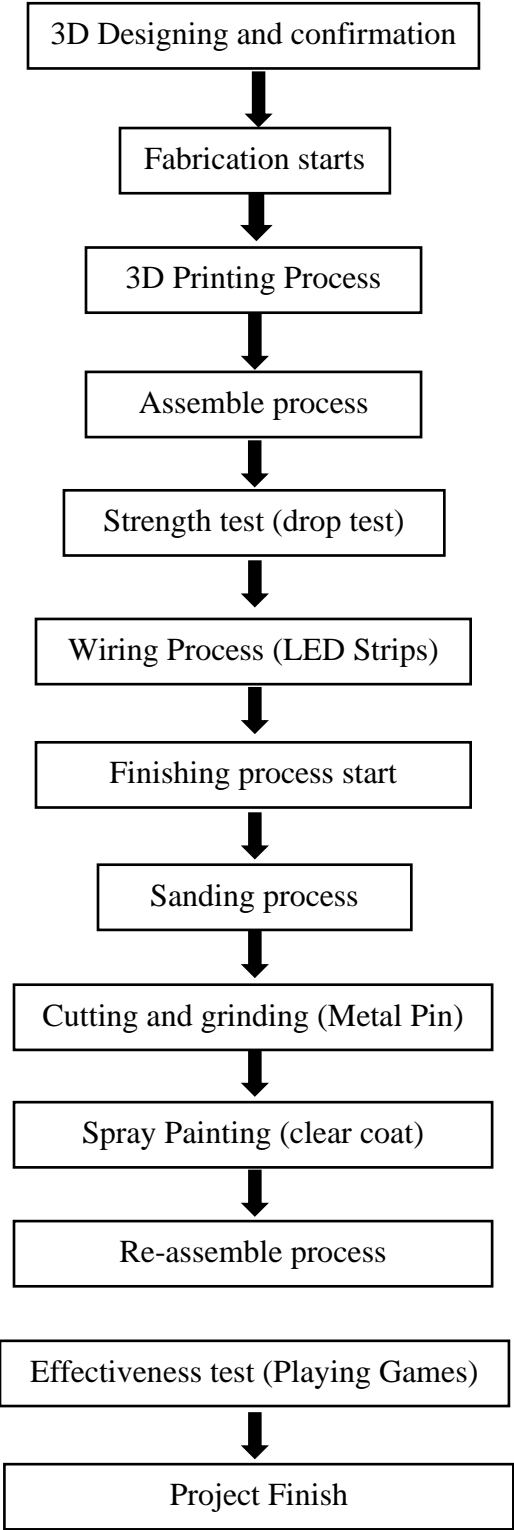 3D Designing and confirmation
Fabrication starts
3D Printing Process
Assemble process
Strength test (drop test)
Wiring Process (LED Strips)
Finishing process start
Sanding process
Cutting and grinding (Metal Pin)
Spray Painting (clear coat)
Re-assemble process
Effectiveness test (Playing Games)
Project Finish